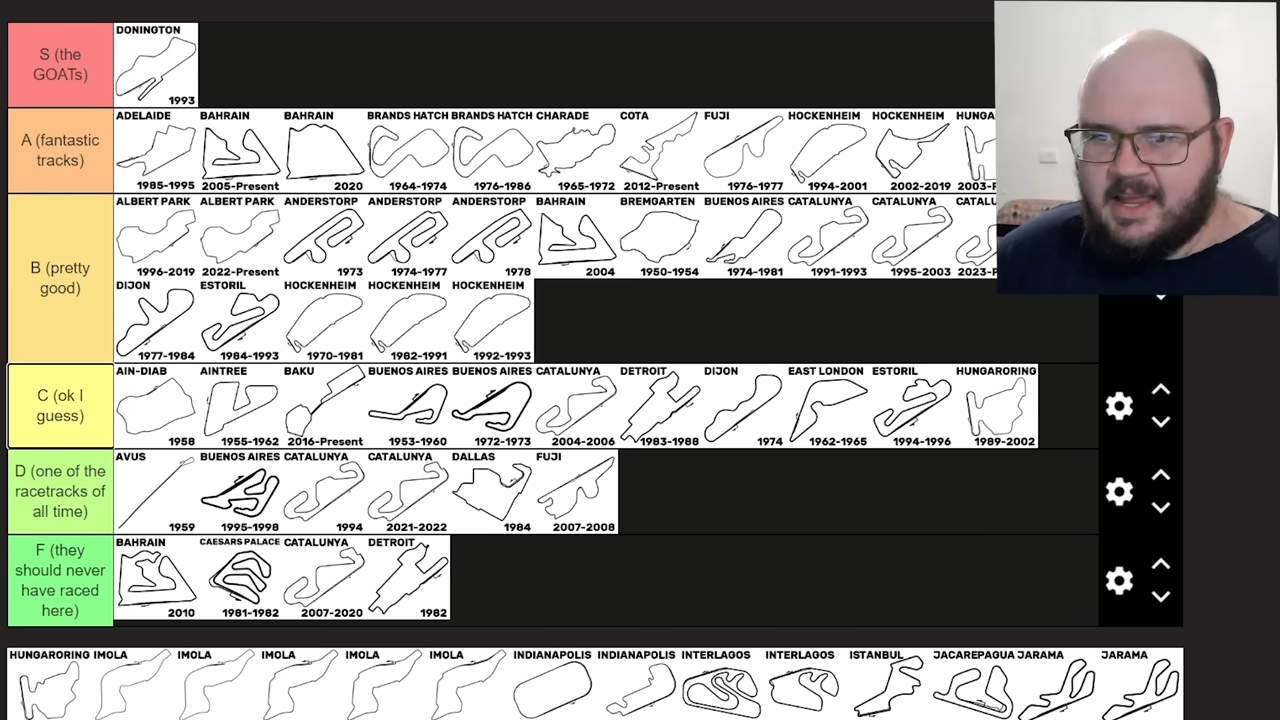 S (the
GOATs)
DONINGTON
1993
A (fantastic
tracks)
ADELAIDE BAHRAIN BAHRAIN BRANDS HATCH BRANDS HATCH CHARADE COTA FUJI HOCKENHEIM HOCKENHEIM HUNGA
1985-1995 2005-Present 2020 1964-1974 1976-1986 1965-1972 2012-Present 1976-1977 1994-2001 2002-2019 2003-P
B (pretty
good)
ALBERT PARK ALBERT PARK ANDERSTORP ANDERSTORP ANDERSTORP BAHRAIN BREMGARTEN BUENOS AIRES CATALUNYA CATALUNYA CATALU
1996-2019 2022-Present 1973 1974-1977 1978 2004 1950-1954 1974-1981 1991-1993 1995-2003 2023-P
DIJON ESTORIL HOCKENHEIM HOCKENHEIM HOCKENHEIM
1977-1984 1984-1993 1970-1981 1982-1991 1992-1993
C (ok I
guess)
AIN-DIAB AINTREE BAKU BUENOS AIRES BUENOS AIRES CATALUNYA DETROIT DIJON EAST LONDON ESTORIL HUNGARORING
1958 1955-1962 2016-Present 1953-1960 1972-1973 2004-2006 1983-1988 1974 1962-1965 1994-1996 1989-2002
D (one of the
racetracks of
all time)
AVUS BUENOS AIRES CATALUNYA CATALUNYA DALLAS FUJI
1959 1995-1998 1994 2021-2022 1984 2007-2008
F (they
should never
have raced
here)
BAHRAIN CAESARS PALACE CATALUNYA DETROIT
2010 1981-1982 2007-2020 1982
HUNGARORING IMOLA IMOLA IMOLA IMOLA IMOLA INDIANAPOLIS INDIANAPOLIS INTERLAGOS INTERLAGOS ISTANBUL JACAREPAGUA JARAMA JARAMA